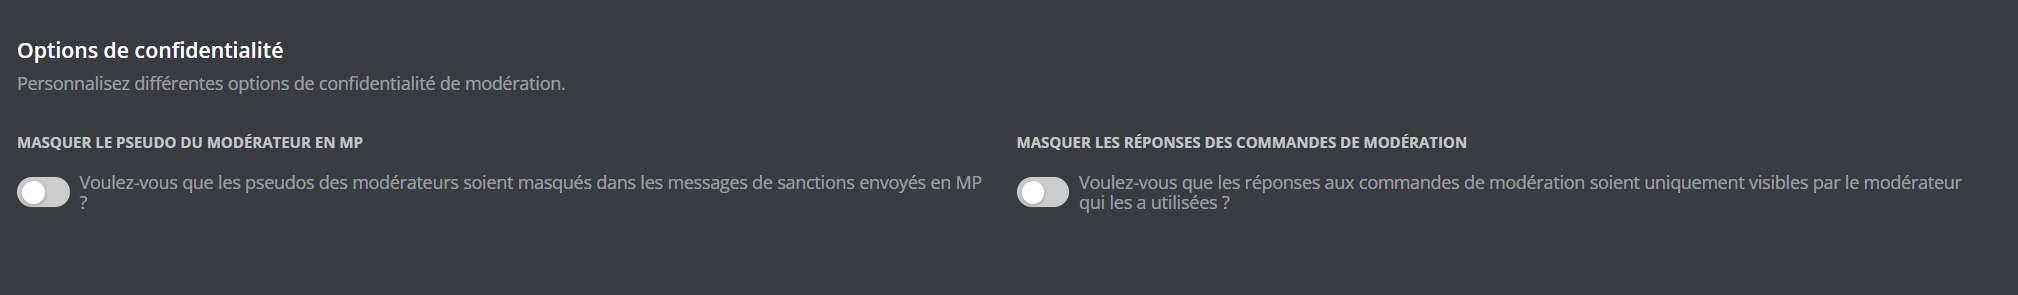 Options de confidentialité
Personnalisez différentes options de confidentialité de modération.
MASQUER LE PSEUDO DU MODÉRATEUR EN MP
Voulez-vous que les pseudos des modérateurs soient masqués dans les messages de sanctions envoyés en MP
?
MASQUER LES RÉPONSES DES COMMANDES DE MODÉRATION
Voulez-vous que les réponses aux commandes de modération soient uniquement visibles par le modérateur
qui les a utilisées ?